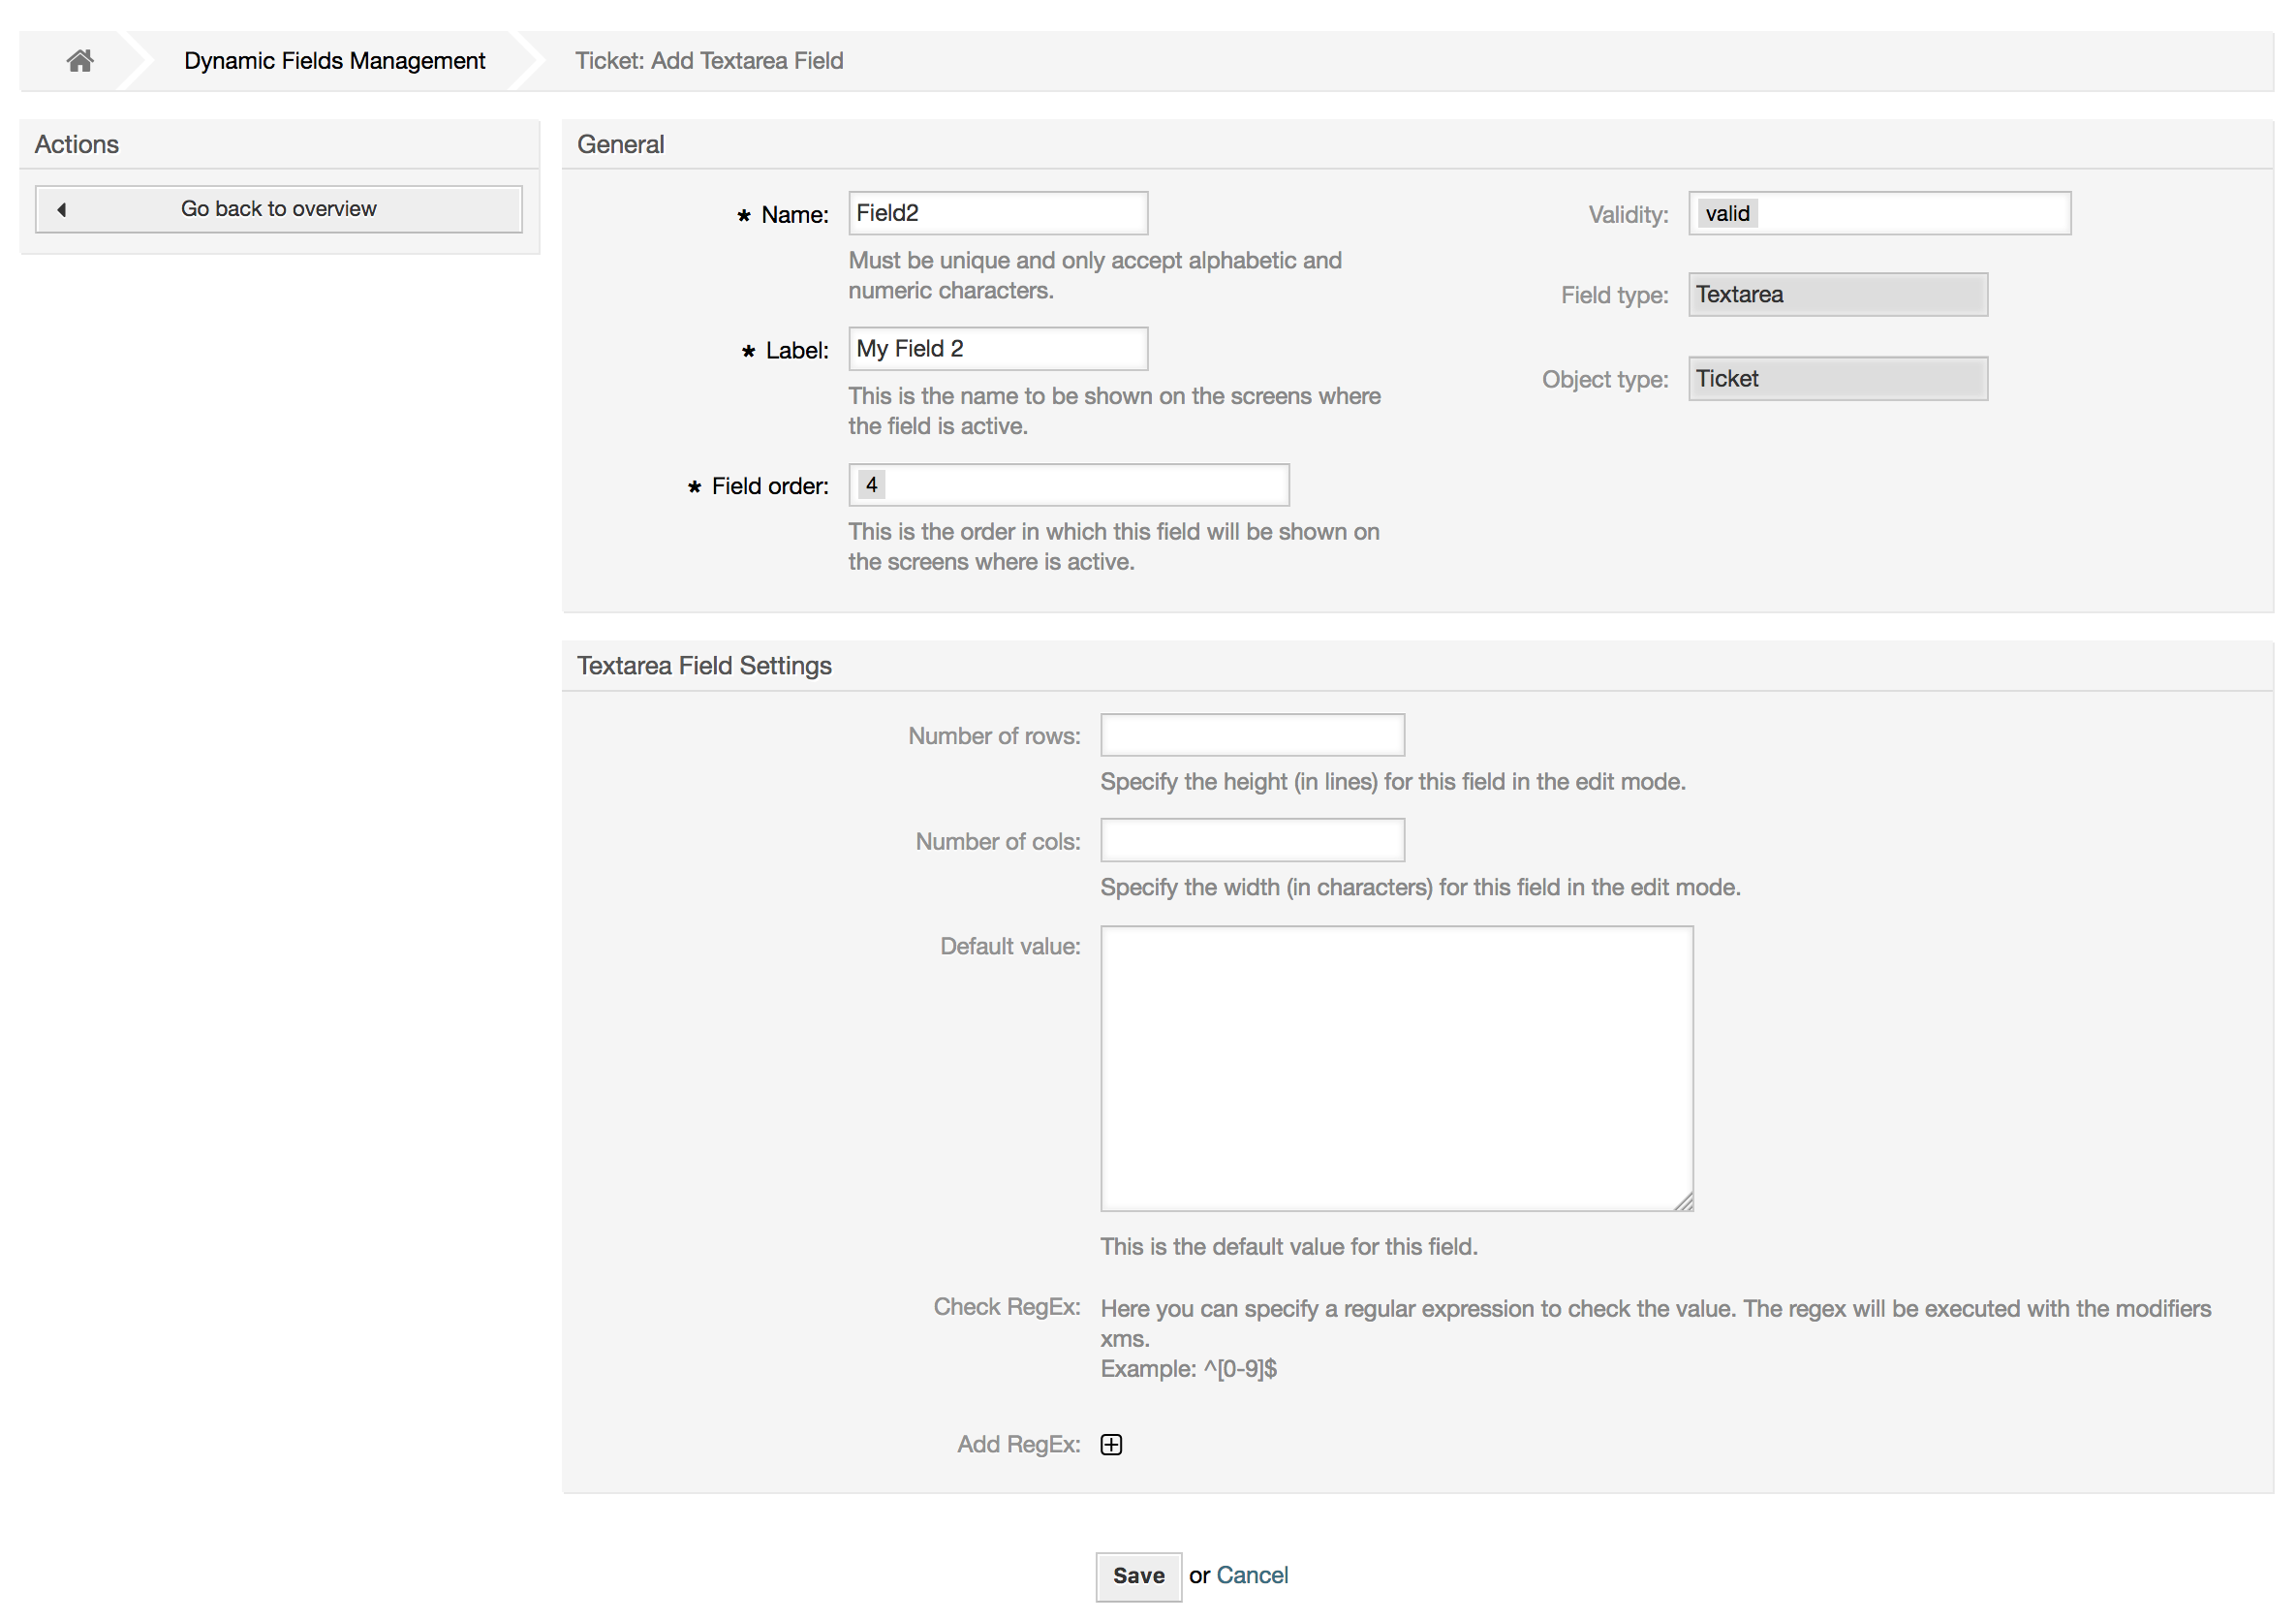 Dynamic Fields Management
Ticket: Add Textarea Field
Actions
Go back to overview
General
* Name: Field2
Must be unique and only accept alphabetic and
numeric characters.
* Label: My Field 2
This is the name to be shown on the screens where
the field is active.
* Field order: 4
This is the order in which this field will be shown on
the screens where is active.
Validity: valid
Field type: Textarea
Object type: Ticket
Textarea Field Settings
Number of rows:
Specify the height (in lines) for this field in the edit mode.
Number of cols:
Specify the width (in characters) for this field in the edit mode.
Default value:
This is the default value for this field.
Check RegEx: Here you can specify a regular expression to check the value. The regex will be executed with the modifiers
xms.
Example: ^[0-9]$
Add RegEx:
Save or Cancel